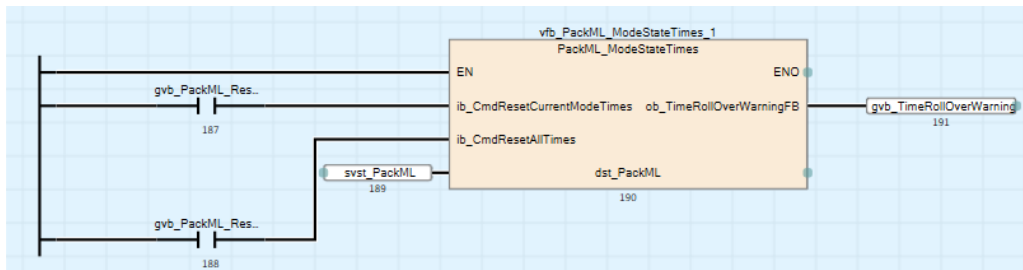 vfb_PackML_ModeStateTimes_1
PackML_ModeStateTimes
EN ENO
gvb_PackML_Res..
ib_CmdResetCurrentModeTimes ob_TimeRollOverWarningFB gvb_TimeRollOverWarning
187 191
ib_CmdResetAllTimes
svst_PackML dst_PackML
189 190
gvb_PackML_Res..
188